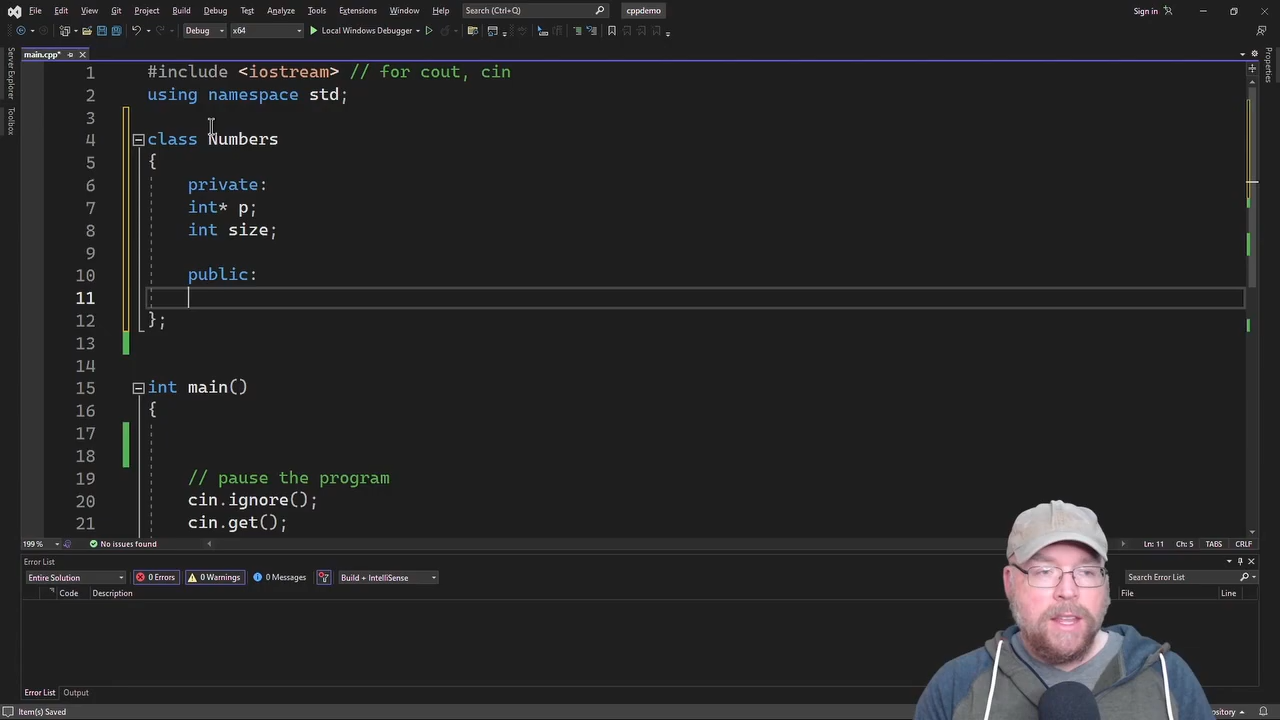 File Edit View Git Project Build Debug Test Analyze Tools Extensions Window Help Search (Ctrl+Q) cppdemo Sign in
Debug x64 Local Windows Debugger
main.cpp*
Server Explorer
Toolbox
Properties
1 #include <iostream> // for cout, cin
2 using namespace std;
3
4 class Numbers
5 {
6 private:
7 int* p;
8 int size;
9
10 public:
11
12 };
13
14
15 int main()
16 {
17
18
19 // pause the program
20 cin.ignore();
21 cin.get();
199 % No issues found Ln: 11 Ch: 5 TABS CRLF
Error List
Entire Solution 0 Errors 0 Warnings 0 Messages Build + IntelliSense Search Error List
Code Description File Line
Error List Output
Item(s) Saved